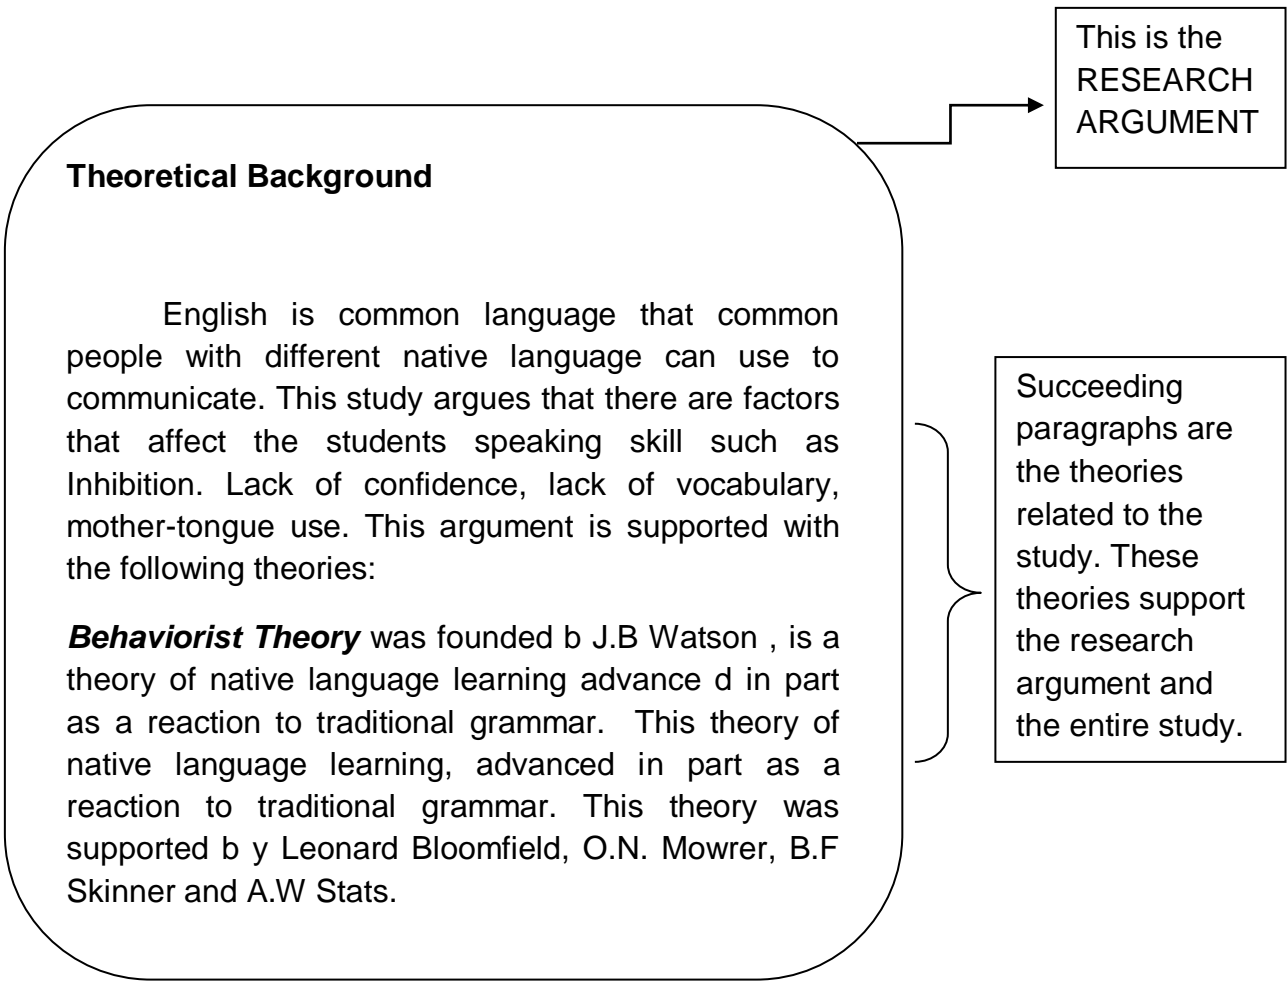 This is the
RESEARCH
ARGUMENT
Theoretical Background
English is common language that common
people with different native language can use to
communicate. This study argues that there are factors
that affect the students speaking skill such as
Inhibition. Lack of confidence, lack of vocabulary,
mother-tongue use. This argument is supported with
the following theories:
Behaviorist Theory was founded b J.B Watson , is a
theory of native language learning advance d in part
as a reaction to traditional grammar. This theory of
native language learning, advanced in part as a
reaction to traditional grammar. This theory was
supported b y Leonard Bloomfield, O.N. Mowrer, B.F
Skinner and A.W Stats.
Succeeding
paragraphs are
the theories
related to the
study. These
theories support
the research
argument and
the entire study.